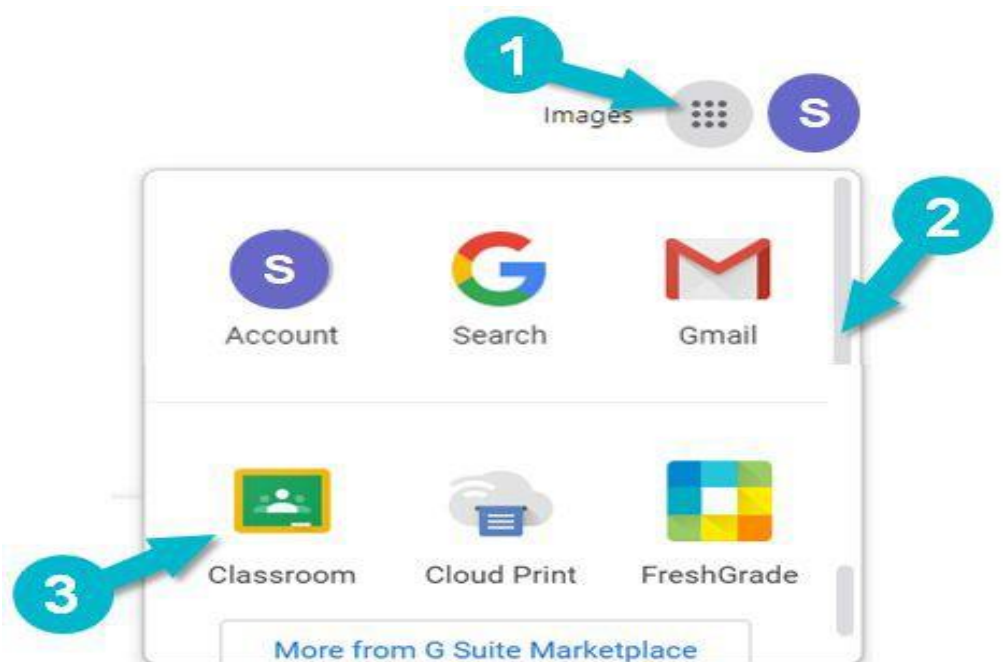 1
Images
S
2
S
Account
Search
Gmail
3
Classroom
Cloud Print
FreshGrade
More from G Suite Marketplace